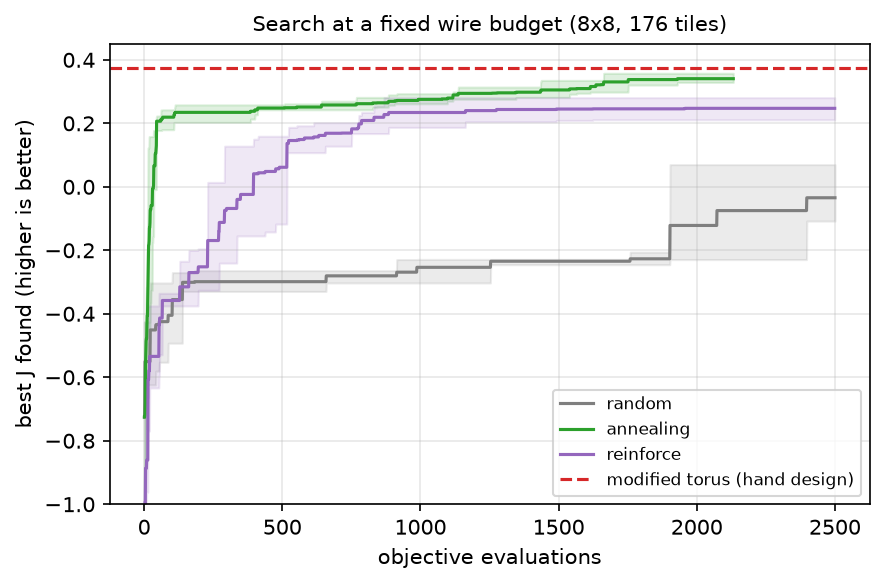 Search at a fixed wire budget (8x8, 176 tiles)
best J found (higher is better)
0.4
0.2
0.0
−0.2
−0.4
−0.6
−0.8
−1.0
random
annealing
reinforce
modified torus (hand design)
0
500
1000
1500
2000
2500
objective evaluations